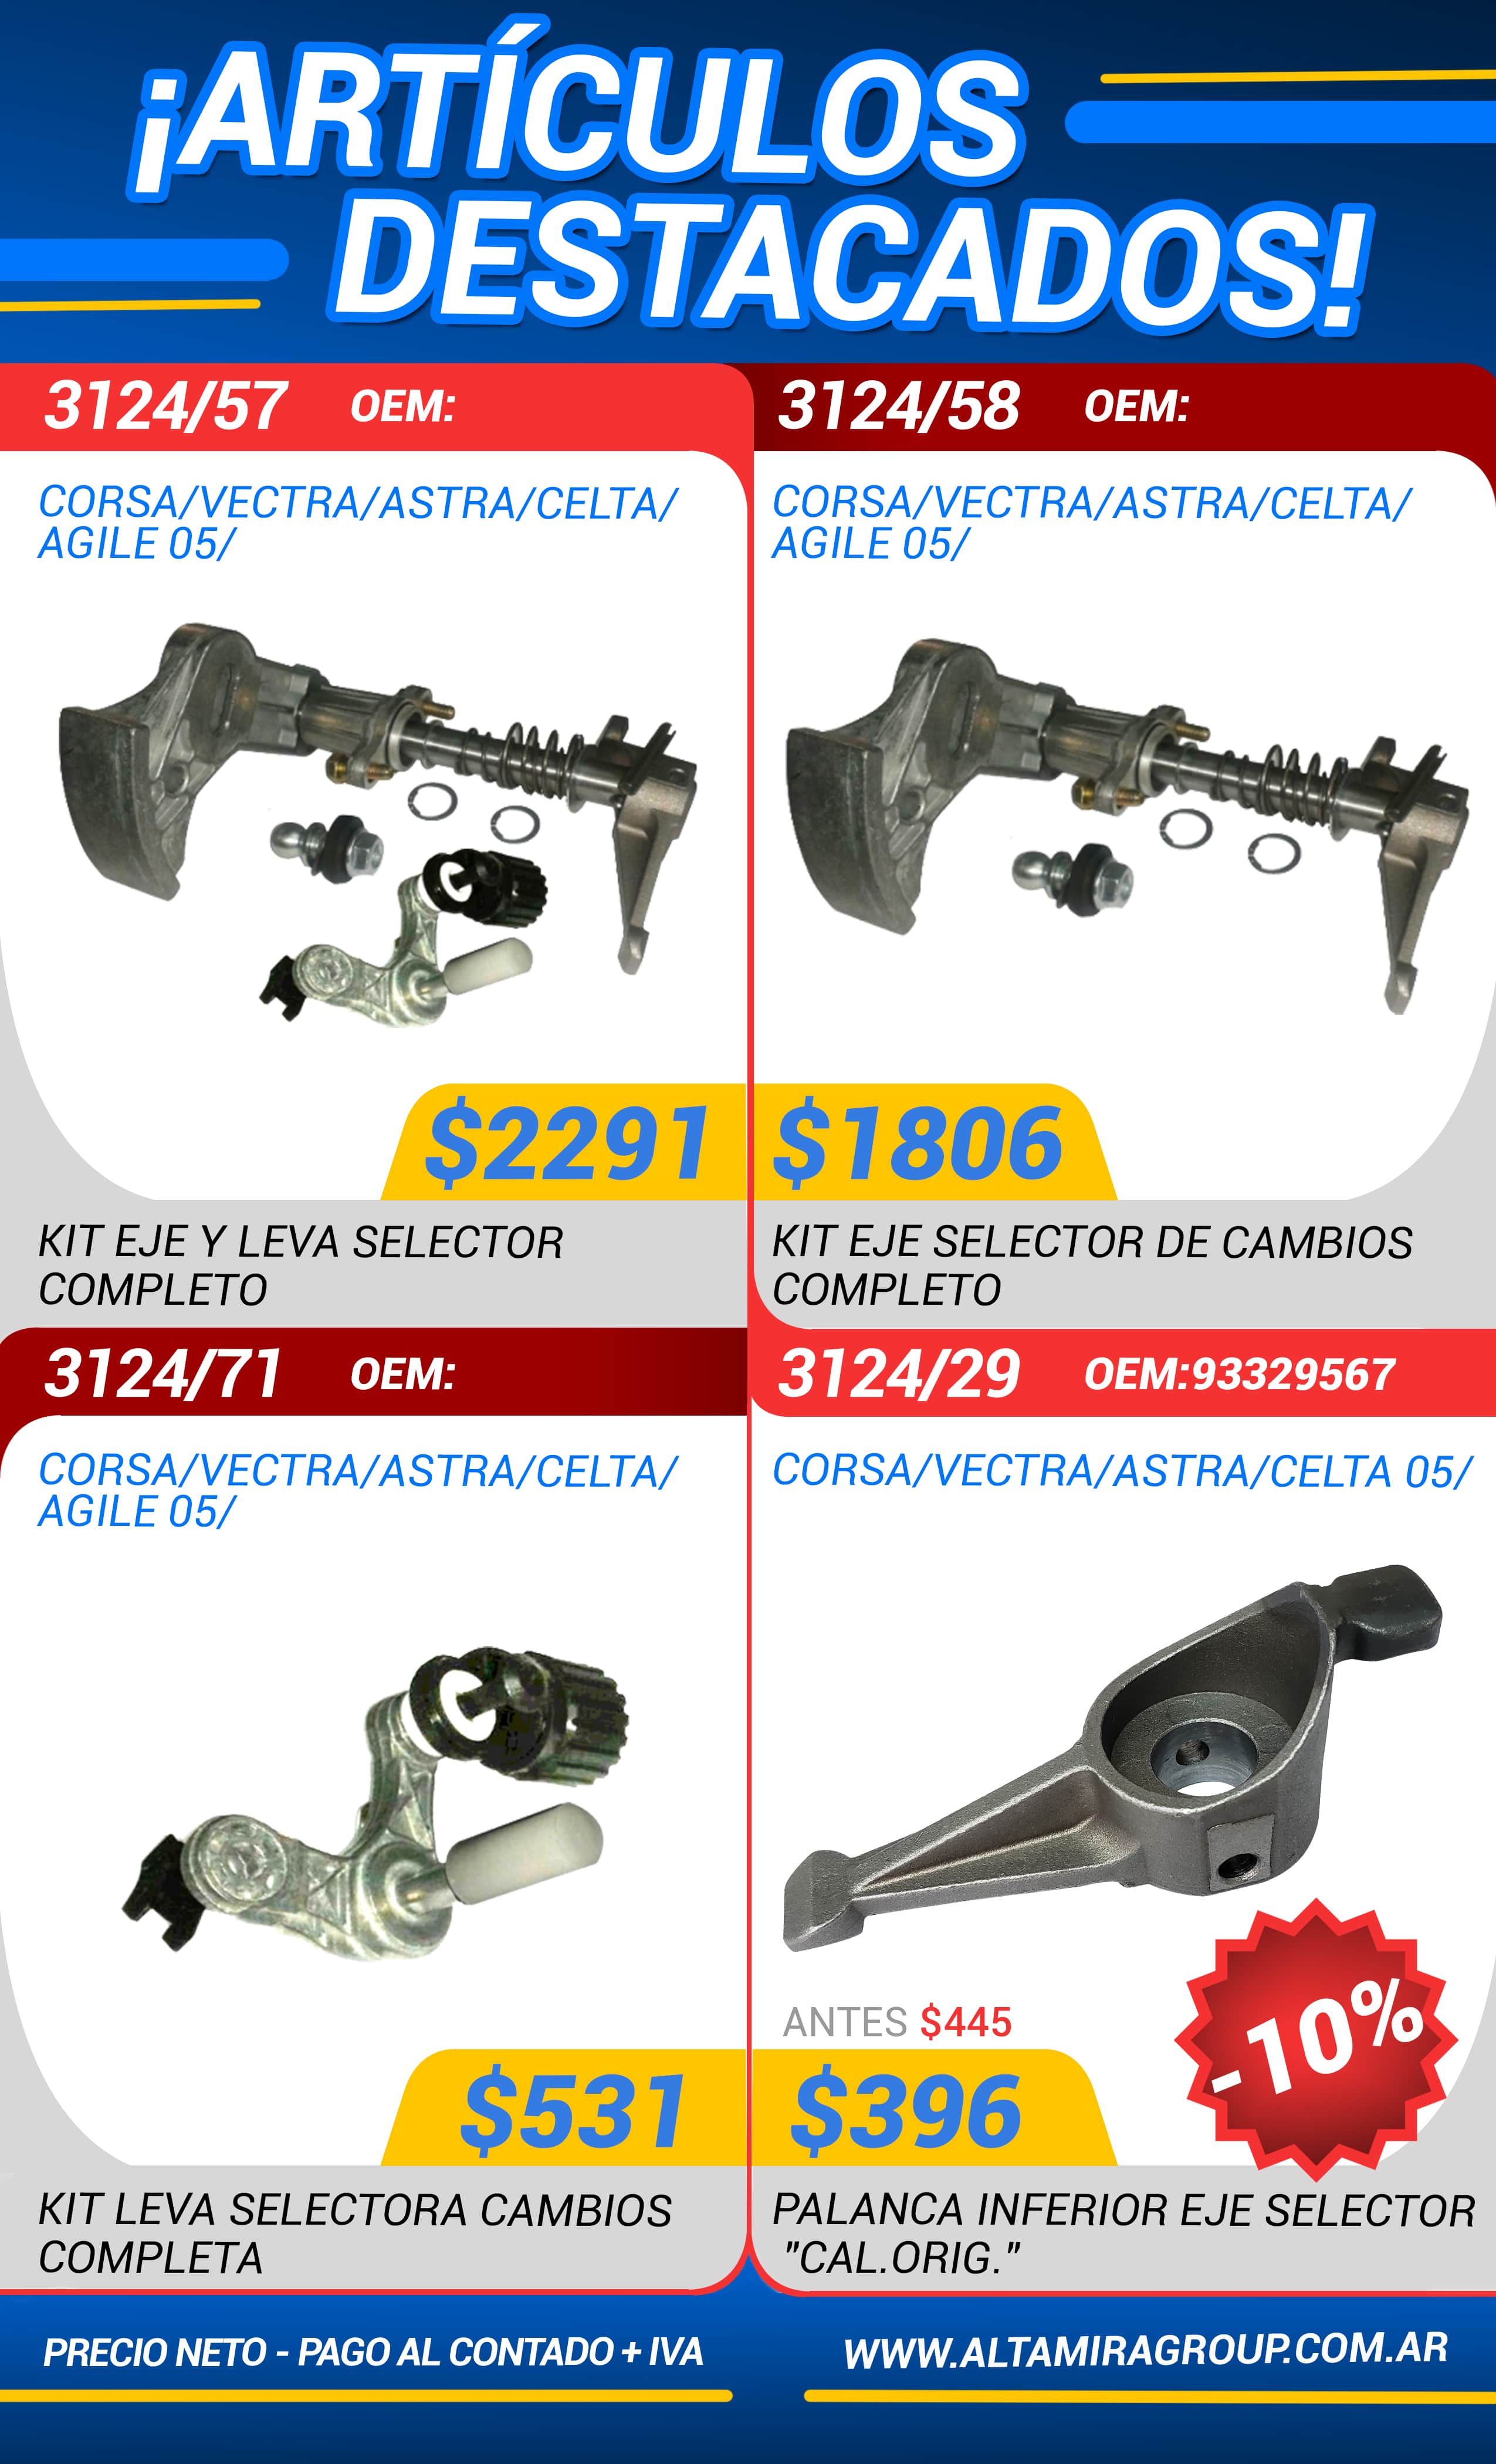 ¡ARTÍCULOS
DESTACADOS!
3124/57 OEM:
CORSA/VECTRA/ASTRA/CELTA/
AGILE 05/
$2291
KIT EJE Y LEVA SELECTOR
COMPLETO
3124/58 OEM:
CORSA/VECTRA/ASTRA/CELTA/
AGILE 05/
$1806
KIT EJE SELECTOR DE CAMBIOS
COMPLETO
3124/71 OEM:
CORSA/VECTRA/ASTRA/CELTA/
AGILE 05/
$531
KIT LEVA SELECTORA CAMBIOS
COMPLETA
3124/29 OEM:93329567
CORSA/VECTRA/ASTRA/CELTA 05/
ANTES $445
-10%
$396
PALANCA INFERIOR EJE SELECTOR
"CAL.ORIG."
PRECIO NETO - PAGO AL CONTADO + IVA
WWW.ALTAMIRAGROUP.COM.AR